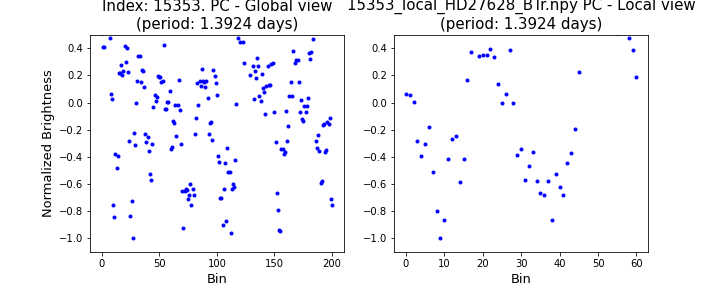 Index: 15353. PC - Global view
(period: 1.3924 days)
15353_local_HD27628_BTr.npy PC - Local view
(period: 1.3924 days)
Normalized Brightness
0.4
0.2
0.0
−0.2
−0.4
−0.6
−0.8
−1.0
0 50 100 150 200
Bin
0.4
0.2
0.0
−0.2
−0.4
−0.6
−0.8
−1.0
0 10 20 30 40 50 60
Bin